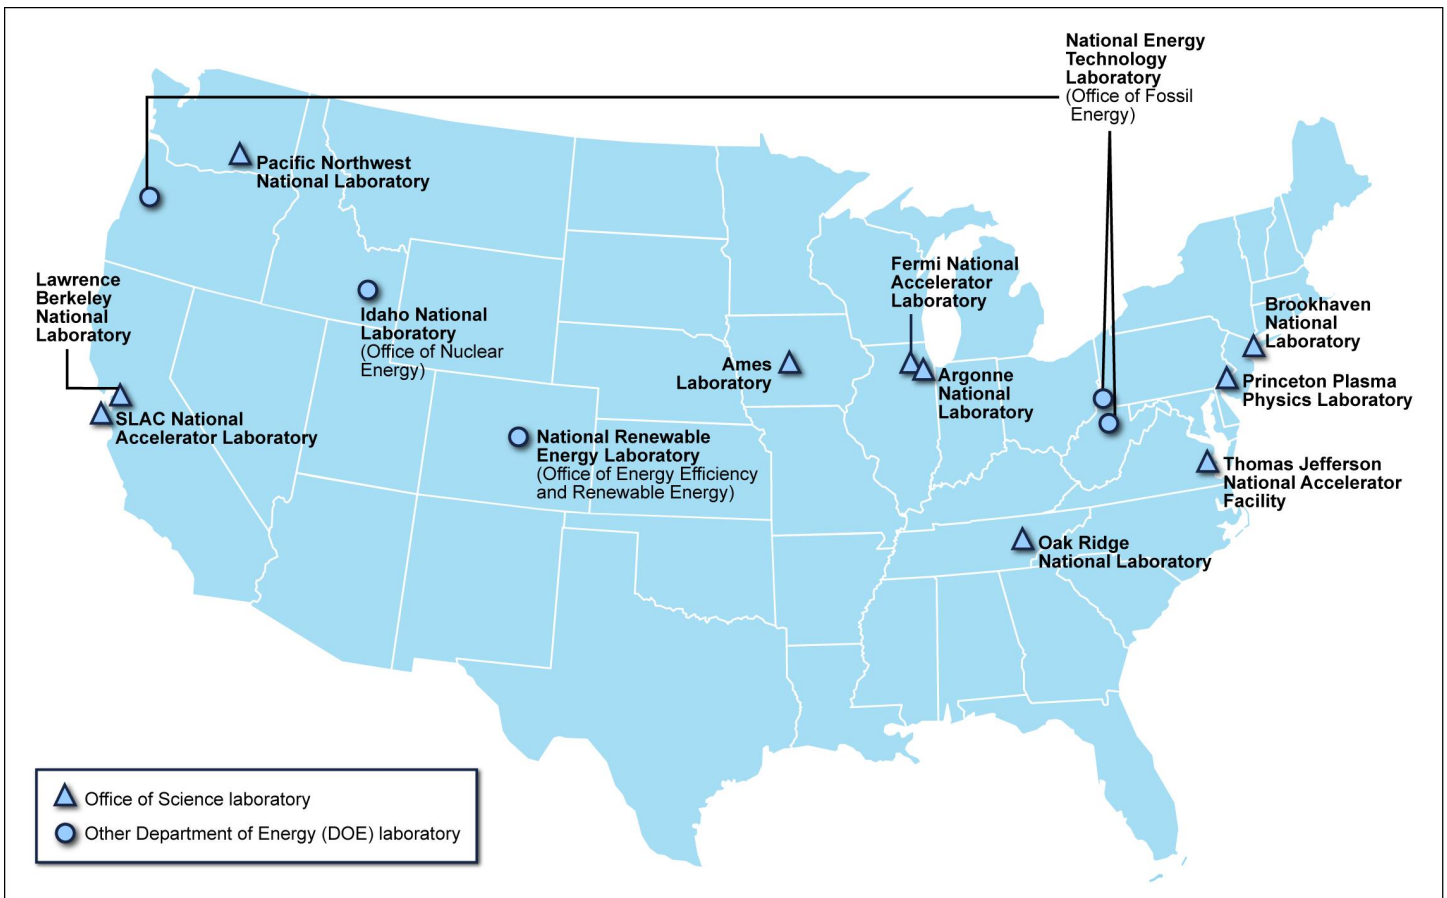 National Energy
Technology
Laboratory
(Office of Fossil
Energy)
Pacific Northwest
National Laboratory
Lawrence
Berkeley
National
Laboratory
Idaho National
Laboratory
(Office of Nuclear
Energy)
Fermi National
Accelerator
Laboratory
Brookhaven
National
Laboratory
Ames
Laboratory
Argonne
National
Laboratory
Princeton Plasma
Physics Laboratory
SLAC National
Accelerator Laboratory
National Renewable
Energy Laboratory
(Office of Energy Efficiency
and Renewable Energy)
Thomas Jefferson
National Accelerator
Facility
Oak Ridge
National Laboratory
Office of Science laboratory
Other Department of Energy (DOE) laboratory